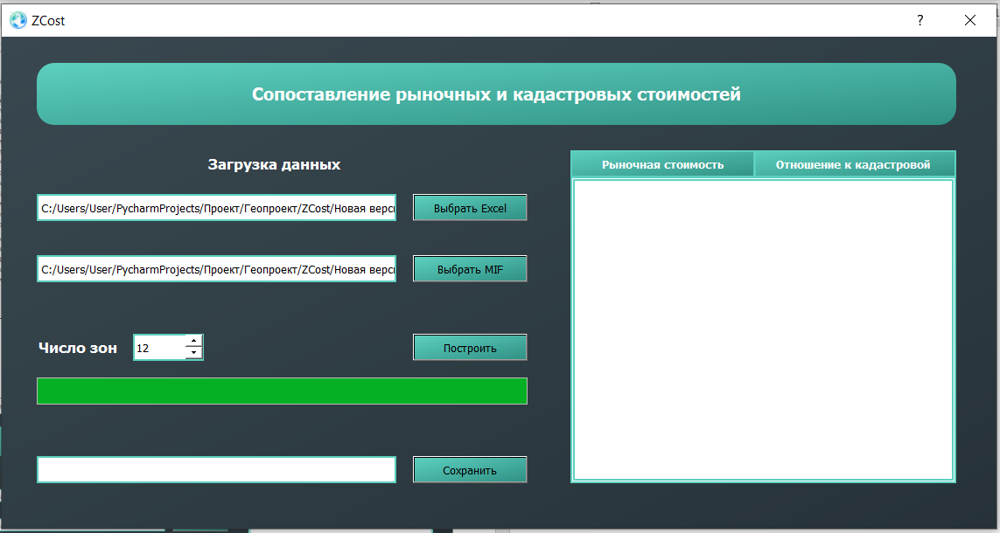 ZCost
Сопоставление рыночных и кадастровых стоимостей
Загрузка данных
C:/Users/User/PycharmProjects/Проект/Геопроект/ZCost/Новая верс
Выбрать Excel
C:/Users/User/PycharmProjects/Проект/Геопроект/ZCost/Новая верс
Выбрать MIF
Число зон
12
Построить
Сохранить
Рыночная стоимость
Отношение к кадастровой